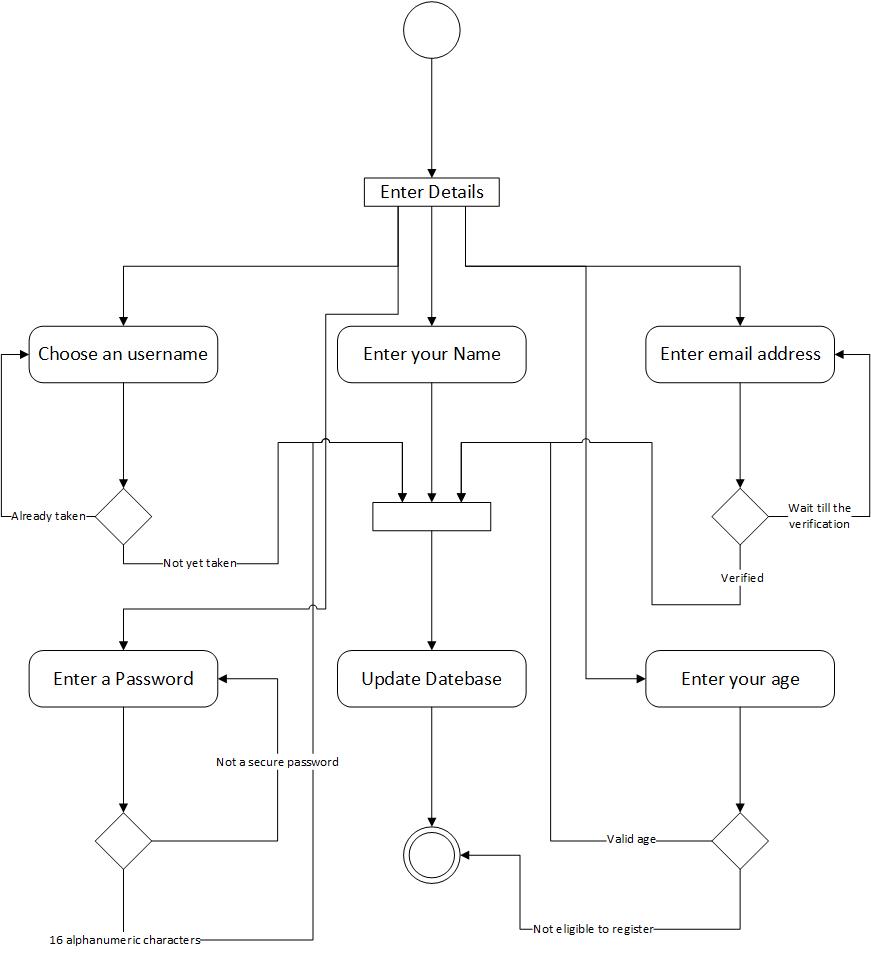 Enter Details
Choose an username
Enter your Name
Enter email address
Already taken
Wait till the
verification
Not yet taken
Verified
Enter a Password
Update Datebase
Enter your age
Not a secure password
Valid age
Not eligible to register
16 alphanumeric characters